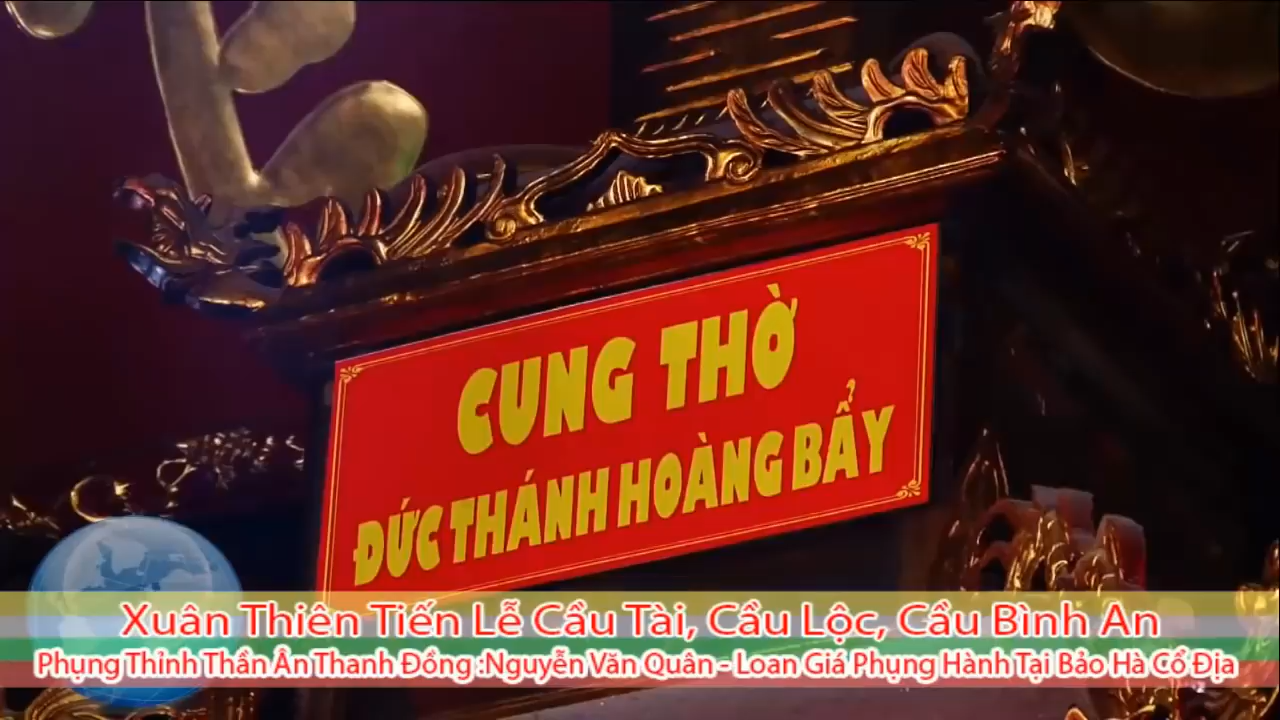 CUNG THỜ
ĐỨC THÁNH HOÀNG BẨY
Xuân Thiên Tiến Lễ Cầu Tài, Cầu Lộc, Cầu Bình An
Phụng Thỉnh Thần Ân Thanh Đồng :Nguyễn Văn Quân - Loan Giá Phụng Hành Tại Bảo Hà Cổ Địa